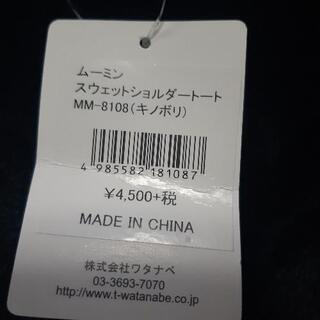 ムーミン
スウェットショルダートート
MM-8108(キノボリ)
4 985582 181087
¥4,500+税
MADE IN CHINA
株式会社ワタナベ
03-3693-7070
http://www.t-watanabe.co.jp